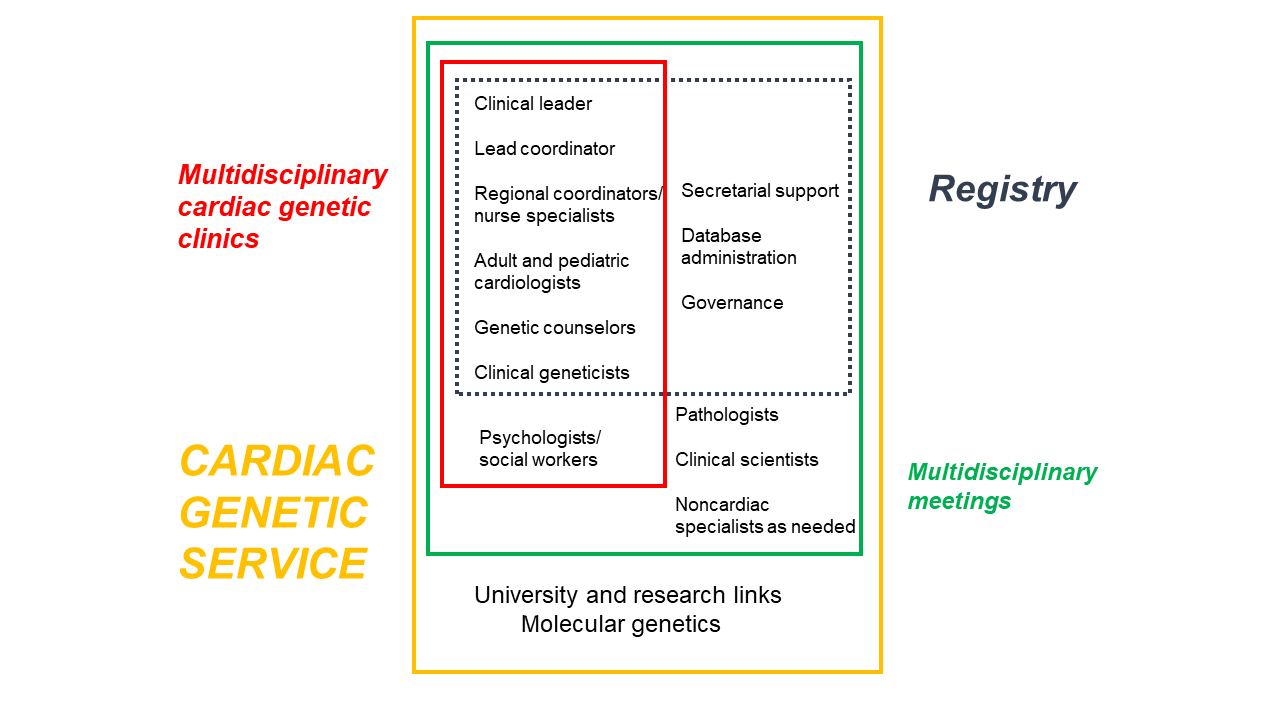 Multidisciplinary
cardiac genetic
clinics
CARDIAC
GENETIC
SERVICE
Clinical leader
Lead coordinator
Regional coordinators/
nurse specialists
Adult and pediatric
cardiologists
Genetic counselors
Clinical geneticists
Psychologists/
social workers
Secretarial support
Database
administration
Governance
Pathologists
Clinical scientists
Noncardiac
specialists as needed
University and research links
Molecular genetics
Registry
Multidisciplinary
meetings